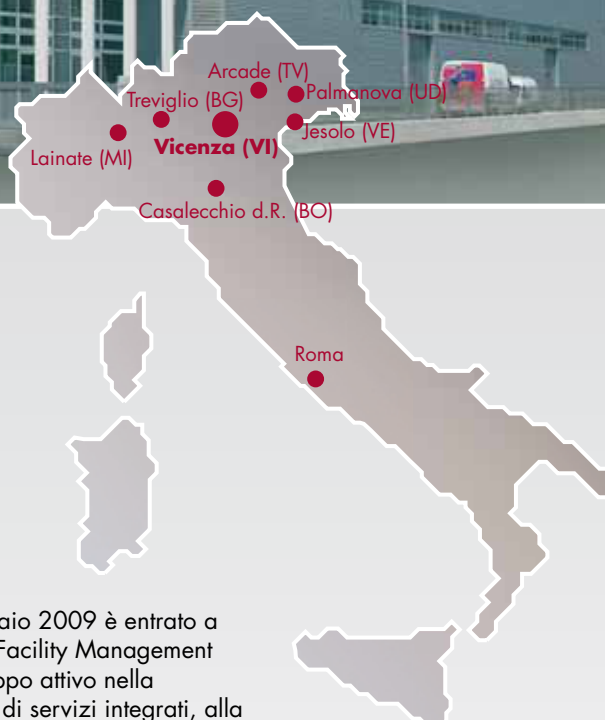 Arcade (TV)
Palmanova (UD)
Treviglio (BG)
Jesolo (VE)
Vicenza (VI)
Lainate (MI)
Casalecchio d.R. (BO)
Roma
aio 2009 è entrato a
Facility Management
po attivo nella
di servizi integrati, alla